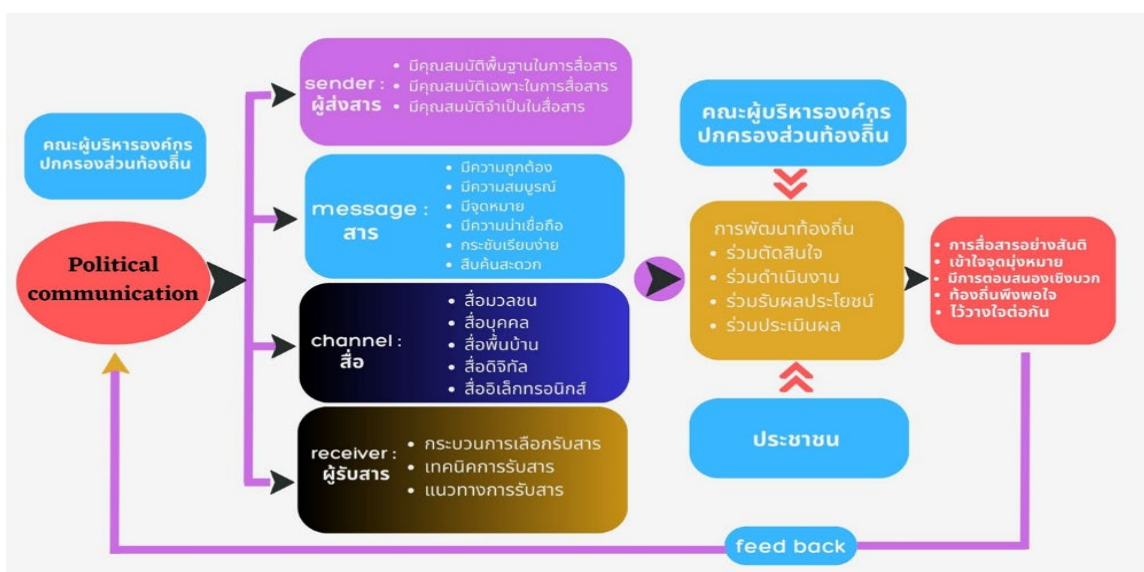 คณะผู้บริหารองค์กร
ปกครองส่วนท้องถิ่น
Political
communication
sender :
ผู้ส่งสาร
• มีคุณสมบัติพื้นฐานในการสื่อสาร
• มีคุณสมบัติเฉพาะในการสื่อสาร
• มีคุณสมบัติจำเป็นในสื่อสาร
message :
สาร
• มีความถูกต้อง
• มีความสมบูรณ์
• มีจุดหมาย
• มีความน่าเชื่อถือ
• กระชับเรียบง่าย
• สืบค้นสะดวก
channel :
สื่อ
• สื่อมวลชน
• สื่อบุคคล
• สื่อพื้นบ้าน
• สื่อดิจิทัล
• สื่ออิเล็กทรอนิกส์
receiver :
ผู้รับสาร
• กระบวนการเลือกรับสาร
• เทคนิคการรับสาร
• แนวทางการรับสาร
คณะผู้บริหารองค์กร
ปกครองส่วนท้องถิ่น
การพัฒนาท้องถิ่น
• ร่วมตัดสินใจ
• ร่วมดำเนินงาน
• ร่วมรับผลประโยชน์
• ร่วมประเมินผล
ประชาชน
• การสื่อสารอย่างสันติ
• เข้าใจจุดมุ่งหมาย
• มีการตอบสนองเชิงบวก
• ท้องถิ่นพึงพอใจ
• ไว้วางใจต่อกัน
feed back